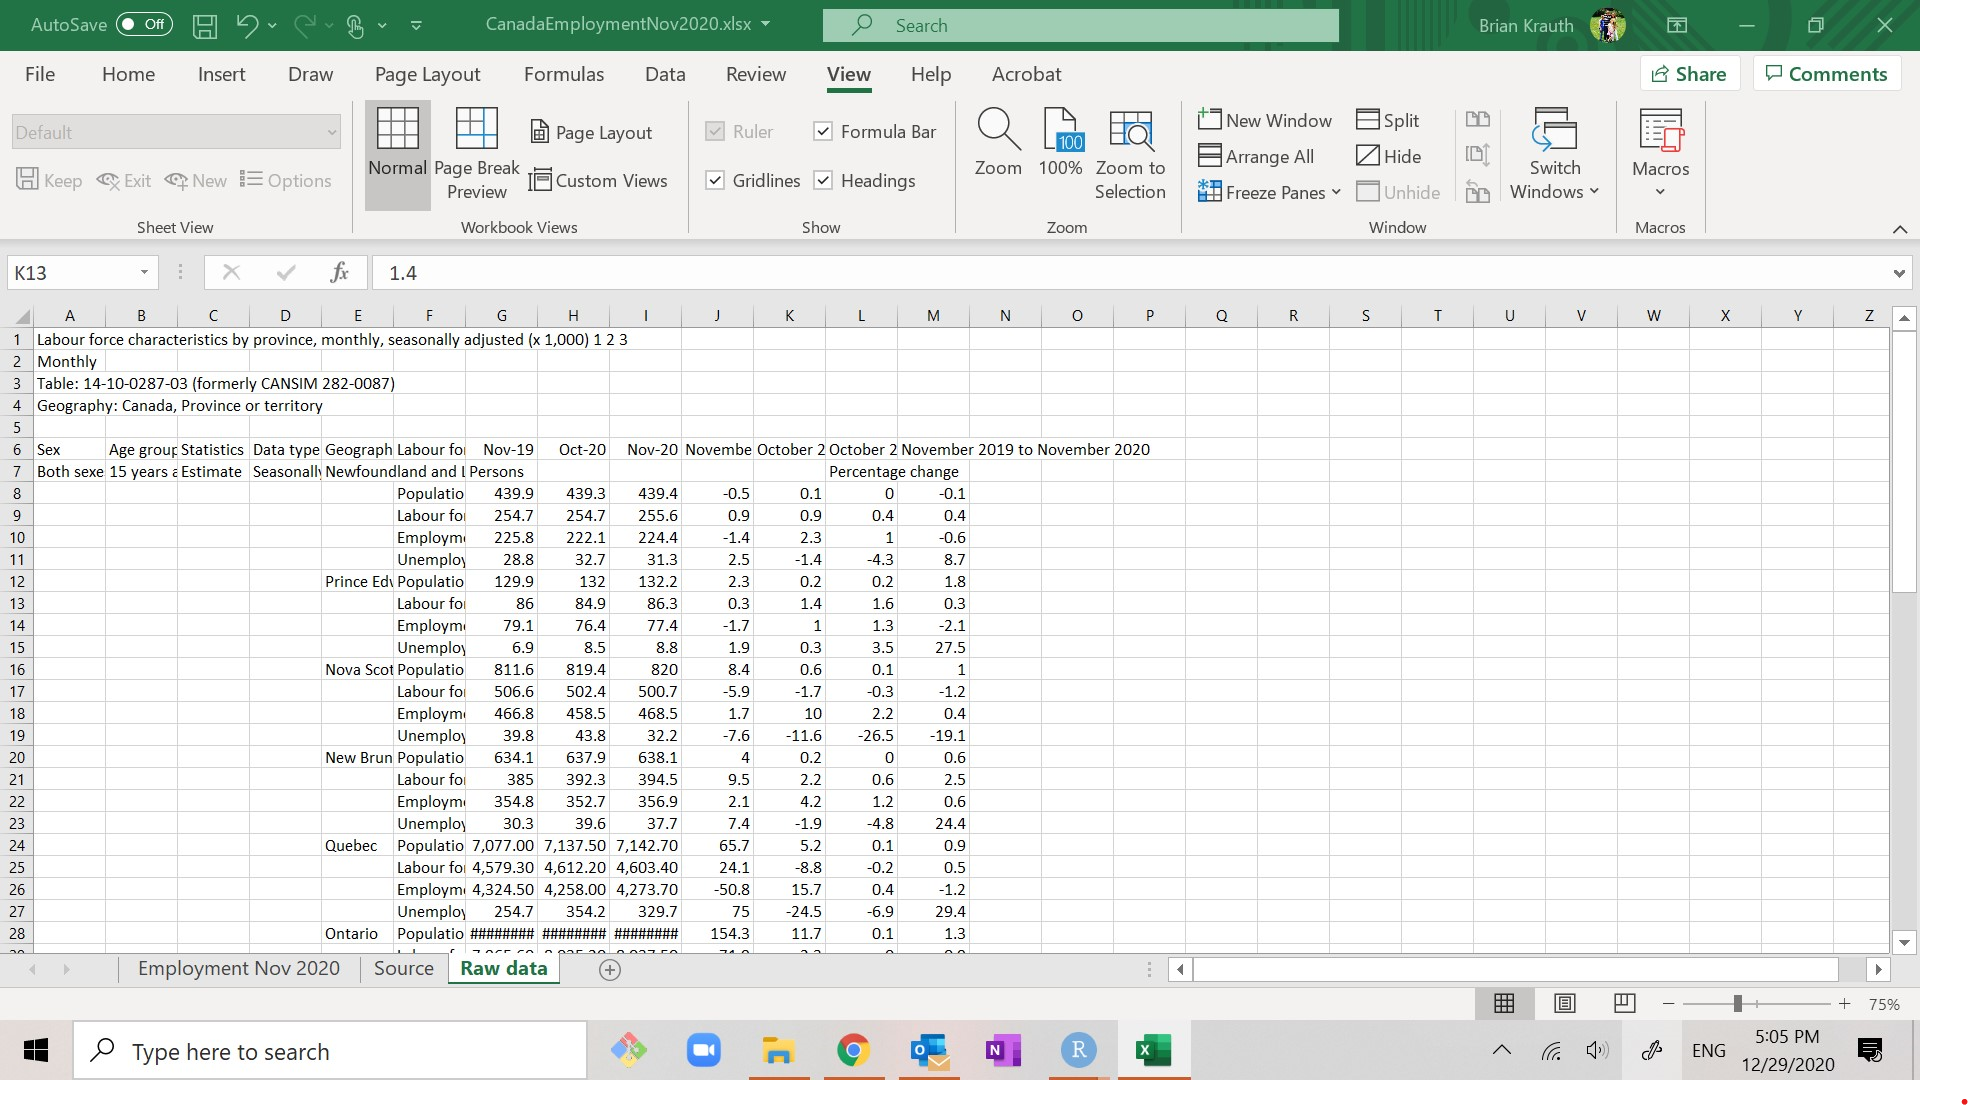 AutoSave Off CanadaEmploymentNov2020.xlsx Search Brian Krauth
File Home Insert Draw Page Layout Formulas Data Review View Help Acrobat Share Comments
Default
Keep Exit New Options
Sheet View
Normal Page Break Preview Page Layout
Custom Views
Workbook Views
Ruler Formula Bar
Gridlines Headings
Show
Zoom 100 100% Zoom to Selection
Zoom
New Window Split
Arrange All Hide
Freeze Panes Unhide
Switch Windows
Window
Macros
Macros
K13 fx 1.4
A B C D E F G H I J K L M N O P Q R S T U V W X Y Z
1 Labour force characteristics by province, monthly, seasonally adjusted (x 1,000) 1 2 3
2 Monthly
3 Table: 14-10-0287-03 (formerly CANSIM 282-0087)
4 Geography: Canada, Province or territory
5
6 Sex Age group Statistics Data type Geograph Labour for Nov-19 Oct-20 Nov-20 Novembe October 2 October 2 November 2019 to November 2020
7 Both sexe 15 years a Estimate Seasonally Newfoundland and L Persons Percentage change
8 Populatio 439.9 439.3 439.4 -0.5 0.1 0 -0.1
9 Labour for 254.7 254.7 255.6 0.9 0.9 0.4 0.4
10 Employme 225.8 222.1 224.4 -1.4 2.3 1 -0.6
11 Unemploy 28.8 32.7 31.3 2.5 -1.4 -4.3 8.7
12 Prince Edv Populatio 129.9 132 132.2 2.3 0.2 0.2 1.8
13 Labour for 86 84.9 86.3 0.3 1.4 1.6 0.3
14 Employme 79.1 76.4 77.4 -1.7 1 1.3 -2.1
15 Unemploy 6.9 8.5 8.8 1.9 0.3 3.5 27.5
16 Nova Scot Populatio 811.6 819.4 820 8.4 0.6 0.1 1
17 Labour for 506.6 502.4 500.7 -5.9 -1.7 -0.3 -1.2
18 Employme 466.8 458.5 468.5 1.7 10 2.2 0.4
19 Unemploy 39.8 43.8 32.2 -7.6 -11.6 -26.5 -19.1
20 New Brun Populatio 634.1 637.9 638.1 4 0.2 0 0.6
21 Labour for 385 392.3 394.5 9.5 2.2 0.6 2.5
22 Employme 354.8 352.7 356.9 2.1 4.2 1.2 0.6
23 Unemploy 30.3 39.6 37.7 7.4 -1.9 -4.8 24.4
24 Quebec Populatio 7,077.00 7,137.50 7,142.70 65.7 5.2 0.1 0.9
25 Labour for 4,579.30 4,612.20 4,603.40 24.1 -8.8 -0.2 0.5
26 Employme 4,324.50 4,258.00 4,273.70 -50.8 15.7 0.4 -1.2
27 Unemploy 254.7 354.2 329.7 75 -24.5 -6.9 29.4
28 Ontario Populatio ######## ######## ######## 154.3 11.7 0.1 1.3
Employment Nov 2020 Source Raw data
75%
Type here to search ENG 5:05 PM
12/29/2020